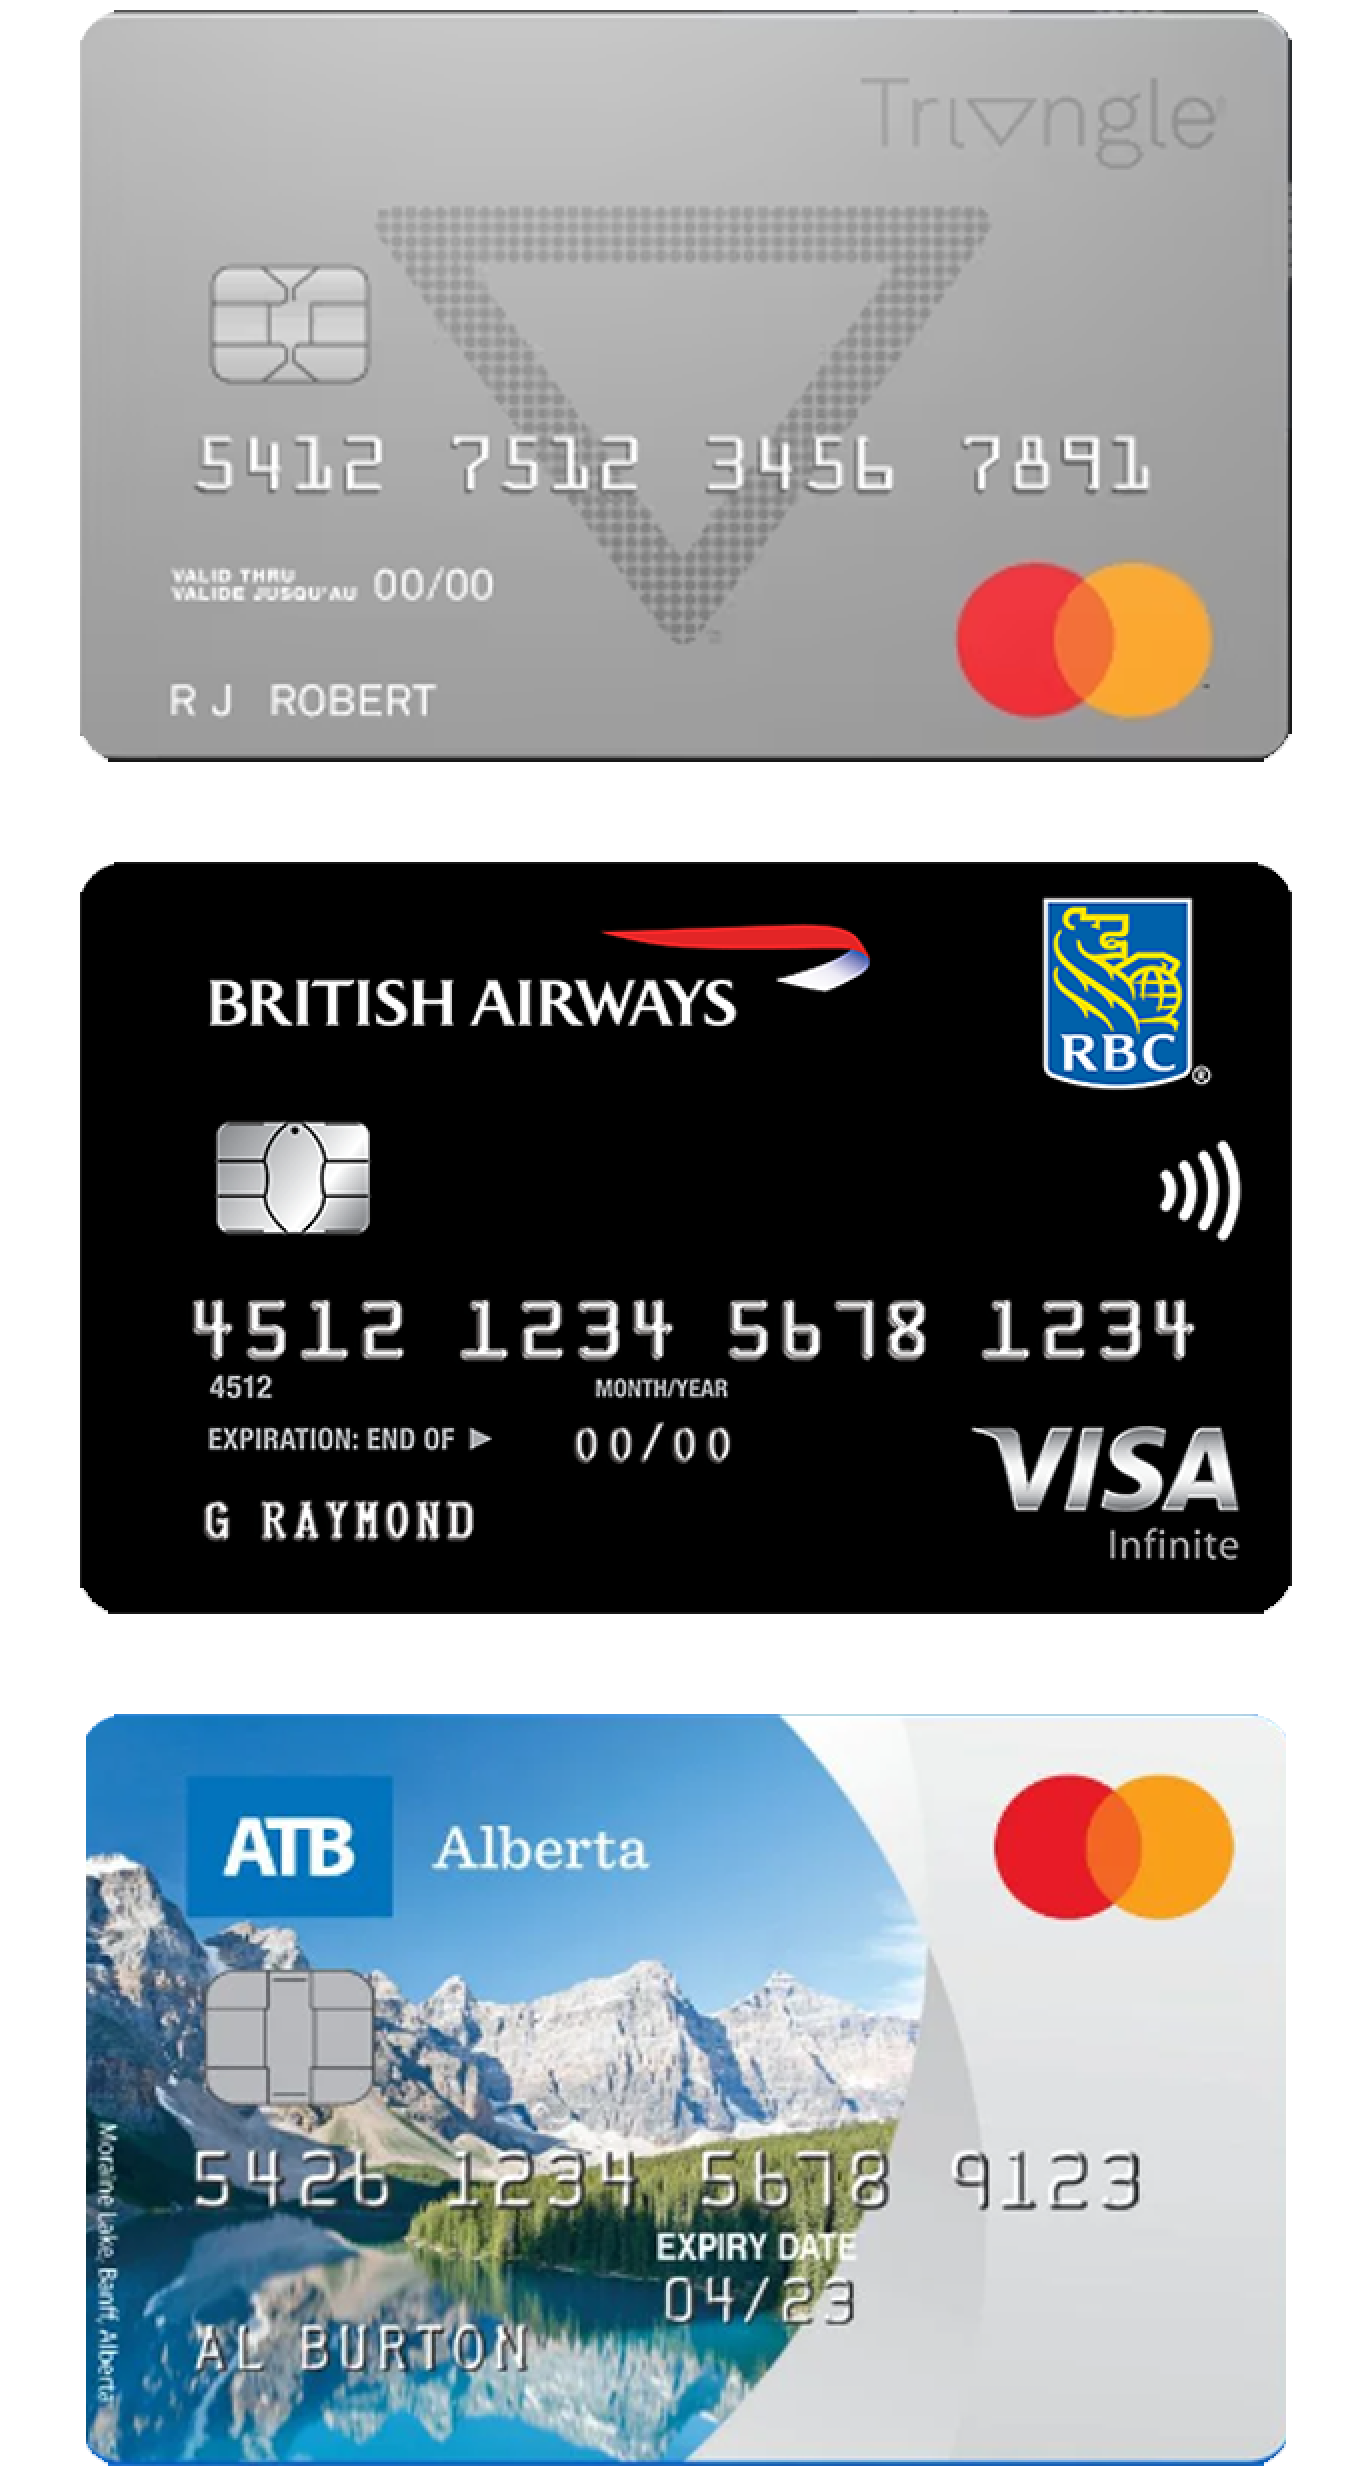 Triangle
5412 7512 3456 7891
VALID THRU
VALIDE JUSQU'AU 00/00
R J ROBERT
BRITISH AIRWAYS
RBC®
4512 1234 5678 1234
4512 MONTH/YEAR
EXPIRATION: END OF ▶ 00/00
G RAYMOND
VISA
Infinite
ATB Alberta
Moraine Lake, Banff, Alberta
5426 1234 5678 9123
EXPIRY DATE
04/23
AL BURTON